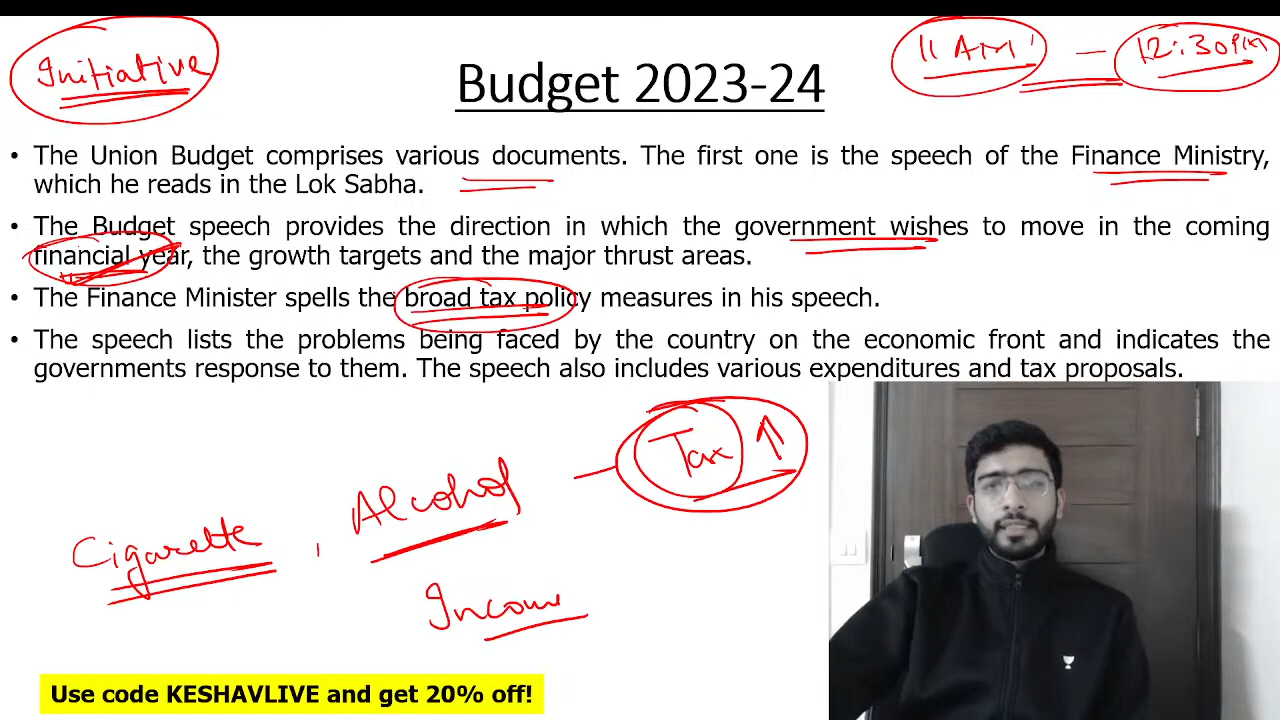 Initiative
11 AM - 12:30PM
Budget 2023-24
• The Union Budget comprises various documents. The first one is the speech of the Finance Ministry,
which he reads in the Lok Sabha.
• The Budget speech provides the direction in which the government wishes to move in the coming
financial year, the growth targets and the major thrust areas.
• The Finance Minister spells the broad tax policy measures in his speech.
• The speech lists the problems being faced by the country on the economic front and indicates the
governments response to them. The speech also includes various expenditures and tax proposals.
Cigarette , Alcohol - Tax ↑
Income
Use code KESHAVLIVE and get 20% off!